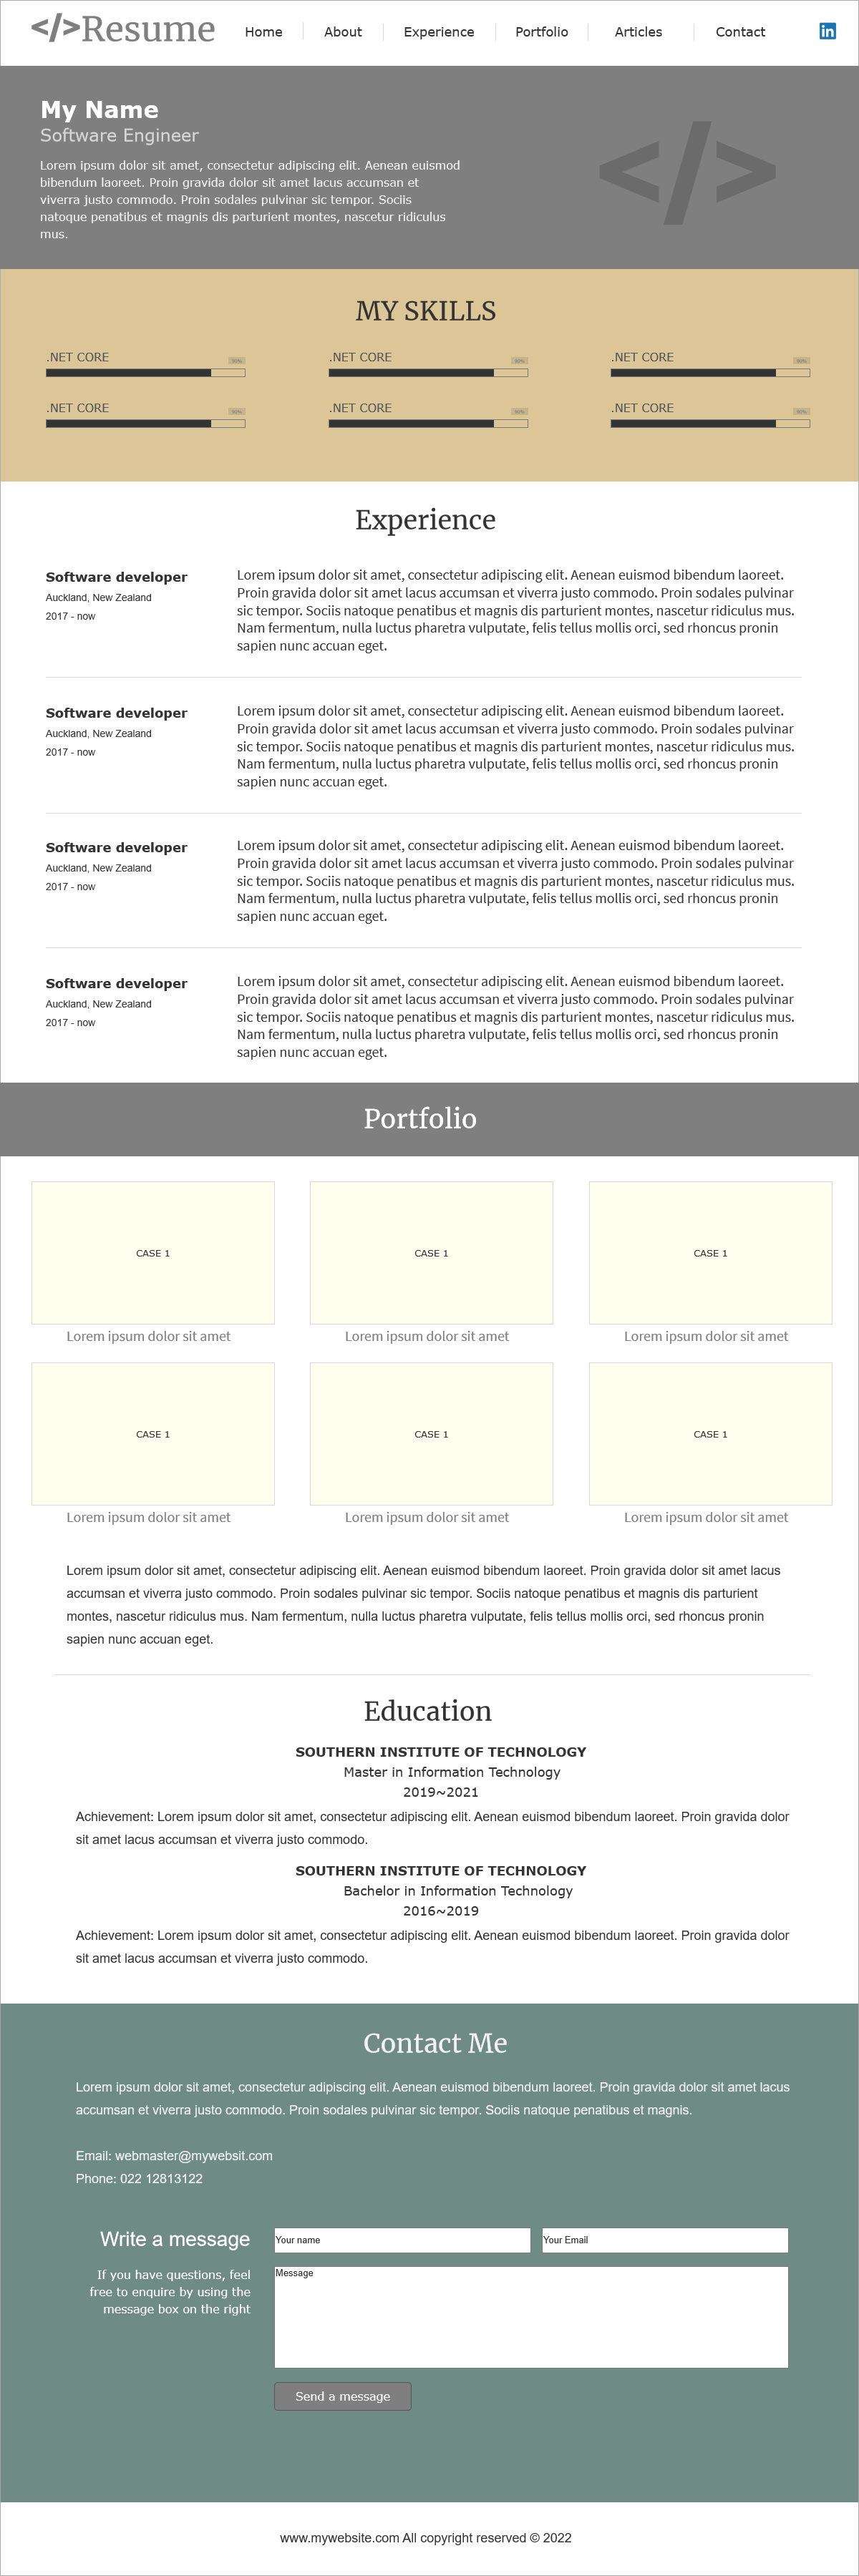 </>Resume
Home
About
Experience
Portfolio
Articles
Contact
in
My Name
Software Engineer
Lorem ipsum dolor sit amet, consectetur adipiscing elit. Aenean euismod
bibendum laoreet. Proin gravida dolor sit amet lacus accumsan et
viverra justo commodo. Proin sodales pulvinar sic tempor. Sociis
natoque penatibus et magnis dis parturient montes, nascetur ridiculus
mus.
</>
MY SKILLS
.NET CORE
.NET CORE
.NET CORE
.NET CORE
.NET CORE
.NET CORE
Experience
Software developer
Auckland, New Zealand
2017 - now
Lorem ipsum dolor sit amet, consectetur adipiscing elit. Aenean euismod bibendum laoreet.
Proin gravida dolor sit amet lacus accumsan et viverra justo commodo. Proin sodales pulvinar
sic tempor. Sociis natoque penatibus et magnis dis parturient montes, nascetur ridiculus mus.
Nam fermentum, nulla luctus pharetra vulputate, felis tellus mollis orci, sed rhoncus pronin
sapien nunc accuan eget.
Software developer
Auckland, New Zealand
2017 - now
Lorem ipsum dolor sit amet, consectetur adipiscing elit. Aenean euismod bibendum laoreet.
Proin gravida dolor sit amet lacus accumsan et viverra justo commodo. Proin sodales pulvinar
sic tempor. Sociis natoque penatibus et magnis dis parturient montes, nascetur ridiculus mus.
Nam fermentum, nulla luctus pharetra vulputate, felis tellus mollis orci, sed rhoncus pronin
sapien nunc accuan eget.
Software developer
Auckland, New Zealand
2017 - now
Lorem ipsum dolor sit amet, consectetur adipiscing elit. Aenean euismod bibendum laoreet.
Proin gravida dolor sit amet lacus accumsan et viverra justo commodo. Proin sodales pulvinar
sic tempor. Sociis natoque penatibus et magnis dis parturient montes, nascetur ridiculus mus.
Nam fermentum, nulla luctus pharetra vulputate, felis tellus mollis orci, sed rhoncus pronin
sapien nunc accuan eget.
Software developer
Auckland, New Zealand
2017 - now
Lorem ipsum dolor sit amet, consectetur adipiscing elit. Aenean euismod bibendum laoreet.
Proin gravida dolor sit amet lacus accumsan et viverra justo commodo. Proin sodales pulvinar
sic tempor. Sociis natoque penatibus et magnis dis parturient montes, nascetur ridiculus mus.
Nam fermentum, nulla luctus pharetra vulputate, felis tellus mollis orci, sed rhoncus pronin
sapien nunc accuan eget.
Portfolio
CASE 1
CASE 1
CASE 1
Lorem ipsum dolor sit amet
Lorem ipsum dolor sit amet
Lorem ipsum dolor sit amet
CASE 1
CASE 1
CASE 1
Lorem ipsum dolor sit amet
Lorem ipsum dolor sit amet
Lorem ipsum dolor sit amet
Lorem ipsum dolor sit amet, consectetur adipiscing elit. Aenean euismod bibendum laoreet. Proin gravida dolor sit amet lacus
accumsan et viverra justo commodo. Proin sodales pulvinar sic tempor. Sociis natoque penatibus et magnis dis parturient
montes, nascetur ridiculus mus. Nam fermentum, nulla luctus pharetra vulputate, felis tellus mollis orci, sed rhoncus pronin
sapien nunc accuan eget.
Education
SOUTHERN INSTITUTE OF TECHNOLOGY
Master in Information Technology
2019~2021
Achievement: Lorem ipsum dolor sit amet, consectetur adipiscing elit. Aenean euismod bibendum laoreet. Proin gravida dolor
sit amet lacus accumsan et viverra justo commodo.
SOUTHERN INSTITUTE OF TECHNOLOGY
Bachelor in Information Technology
2016~2019
Achievement: Lorem ipsum dolor sit amet, consectetur adipiscing elit. Aenean euismod bibendum laoreet. Proin gravida dolor
sit amet lacus accumsan et viverra justo commodo.
Contact Me
Lorem ipsum dolor sit amet, consectetur adipiscing elit. Aenean euismod bibendum laoreet. Proin gravida dolor sit amet lacus
accumsan et viverra justo commodo. Proin sodales pulvinar sic tempor. Sociis natoque penatibus et magnis.
Email: webmaster@mywebsit.com
Phone: 022 12813122
Write a message
If you have questions, feel
free to enquire by using the
message box on the right
Your name
Your Email
Message
Send a message
www.mywebsite.com All copyright reserved © 2022